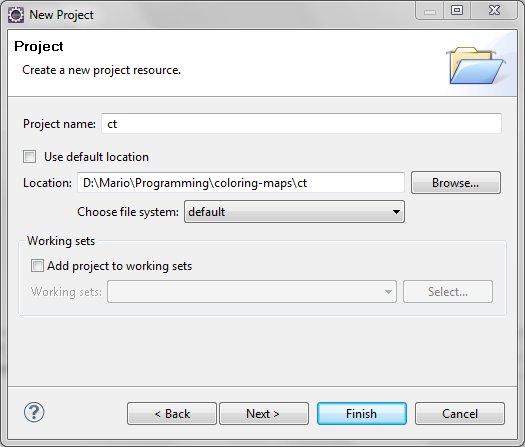 New Project
Project
Create a new project resource.
Project name: ct
Use default location
Location: D:\Mario\Programming\coloring-maps\ct Browse...
Choose file system: default
Working sets
Add project to working sets
Working sets: Select...
? < Back Next > Finish Cancel